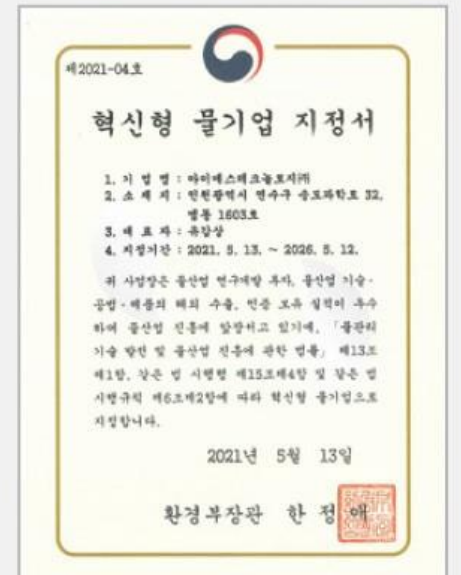 제2021-04호
혁신형 물기업 지정서
1. 기 업 명 : 아이에스테크놀로지㈜
2. 소 재 지 : 인천광역시 연수구 송도과학로 32,
1603호
3. 대 표 자 : 유갑상
4. 지정기간 : 2021. 5. 13. ~ 2026. 5. 12.
귀 사업장은 물산업 연구개발 투자, 물산업 기술·
공법·제품의 해외 수출, 인증 보유 실적이 우수
하여 물산업 진흥에 앞장서고 있기에, 「물관리
기술 발전 및 물산업 진흥에 관한 법률」 제13조
제1항, 같은 법 시행령 제15조제4항 및 같은 법
시행규칙 제6조제2항에 따라 혁신형 물기업으로
지정합니다.
2021년 5월 13일
환경부장관 한 정 애